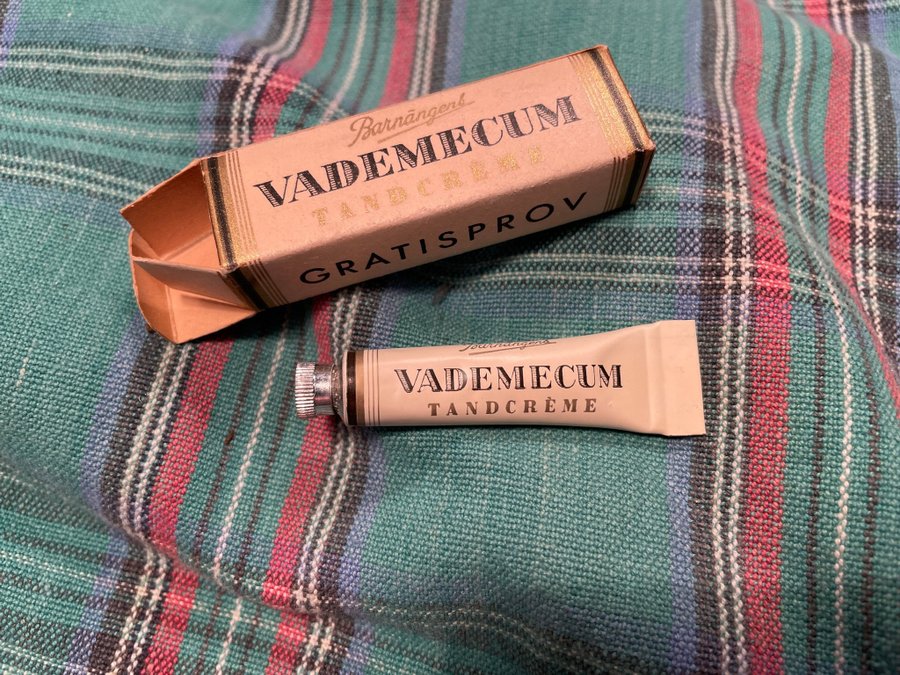 Barnängens
VADEMECUM
TANDCRÈME
GRATISPROV
Barnängens
VADEMECUM
TANDCRÈME